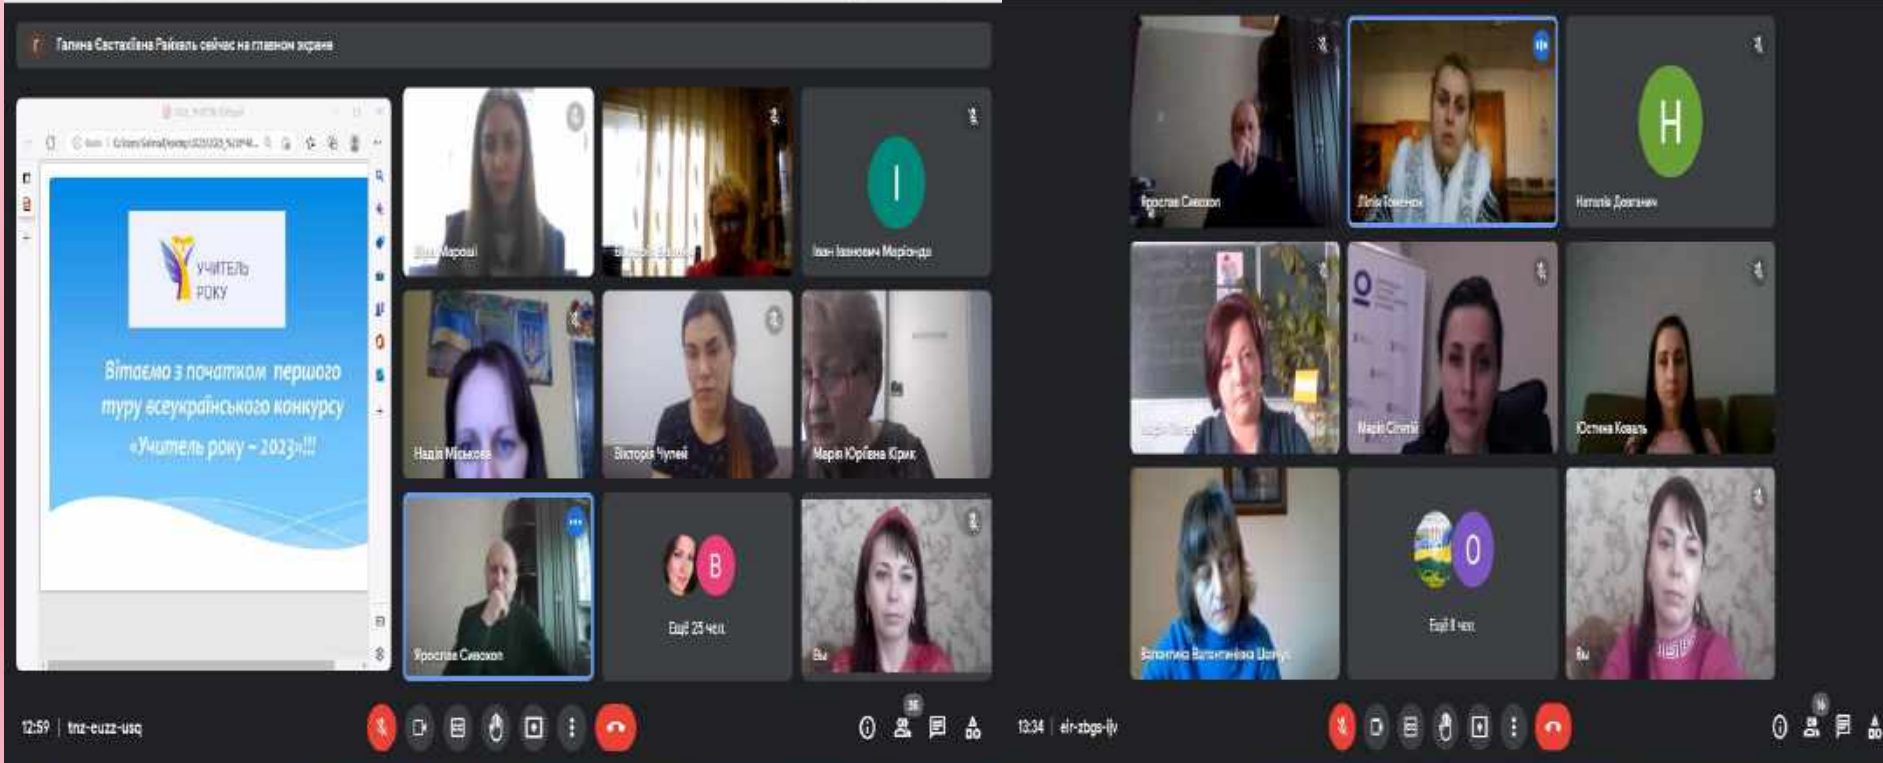 Галина Євстахіївна Райхель сейчас на главном экране
УЧИТЕЛЬ
РОКУ
Вітаємо з початком першого
туру всеукраїнського конкурсу
«Учитель року – 2023»!!!
Мароші
І
Іван Іванович Маріонда
Надія Міськова
Вікторія Чупей
Марія Юріївна Кірик
Ярослав Сивохоп
В
Ещё 25 чел.
Вы
12:59 | tnz-euzz-usq
36
Ярослав Сивохоп
Лілія
Н
Наталія Довганич
Марія
Юстина Коваль
Валентина Валентинівна
О
Ещё 8 чел.
Вы
13:34 | eir-zbgs-ijv
16